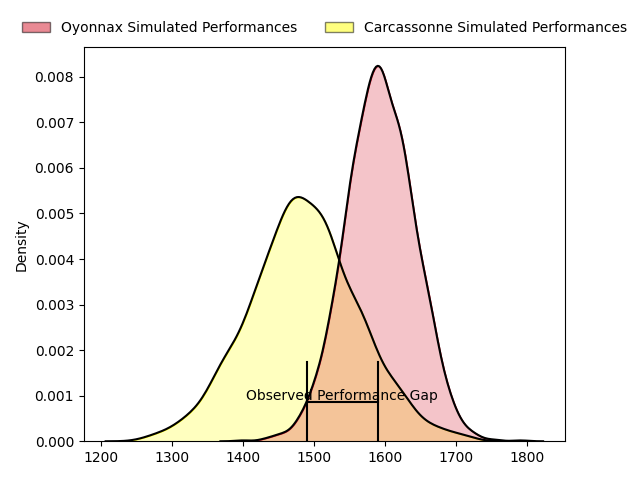 Oyonnax Simulated Performances
Carcassonne Simulated Performances
Density
0.008
0.007
0.006
0.005
0.004
0.003
0.002
0.001
0.000
Observed Performance Gap
1200 1300 1400 1500 1600 1700 1800